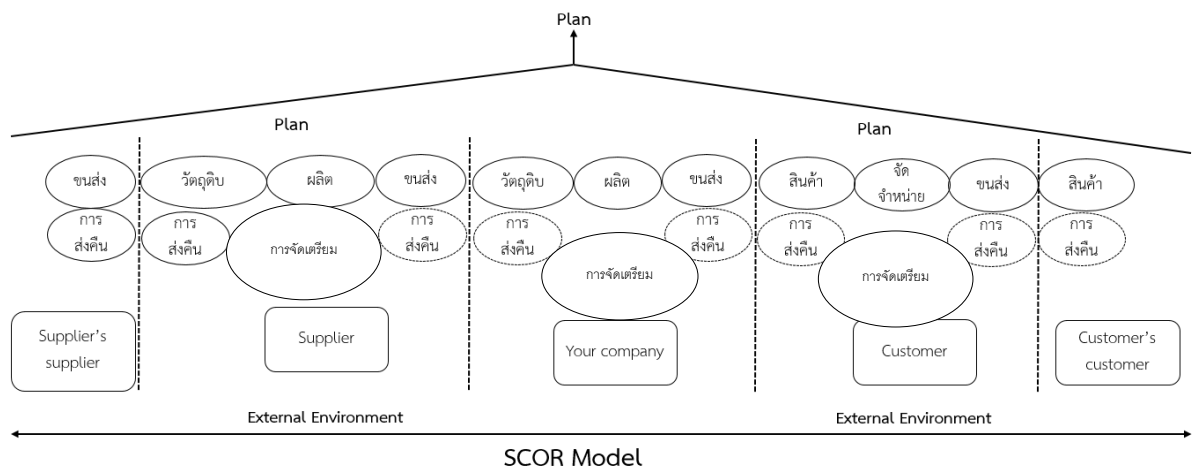 Plan
Plan
Plan
ขนส่ง
วัตถุดิบ
ผลิต
ขนส่ง
วัตถุดิบ
ผลิต
ขนส่ง
สินค้า
จัด
จำหน่าย
ขนส่ง
สินค้า
การ
ส่งคืน
การ
ส่งคืน
การจัดเตรียม
การ
ส่งคืน
การ
ส่งคืน
การจัดเตรียม
การ
ส่งคืน
การ
ส่งคืน
การจัดเตรียม
การ
ส่งคืน
การ
ส่งคืน
Supplier's
supplier
Supplier
Your company
Customer
Customer's
customer
External Environment
External Environment
SCOR Model